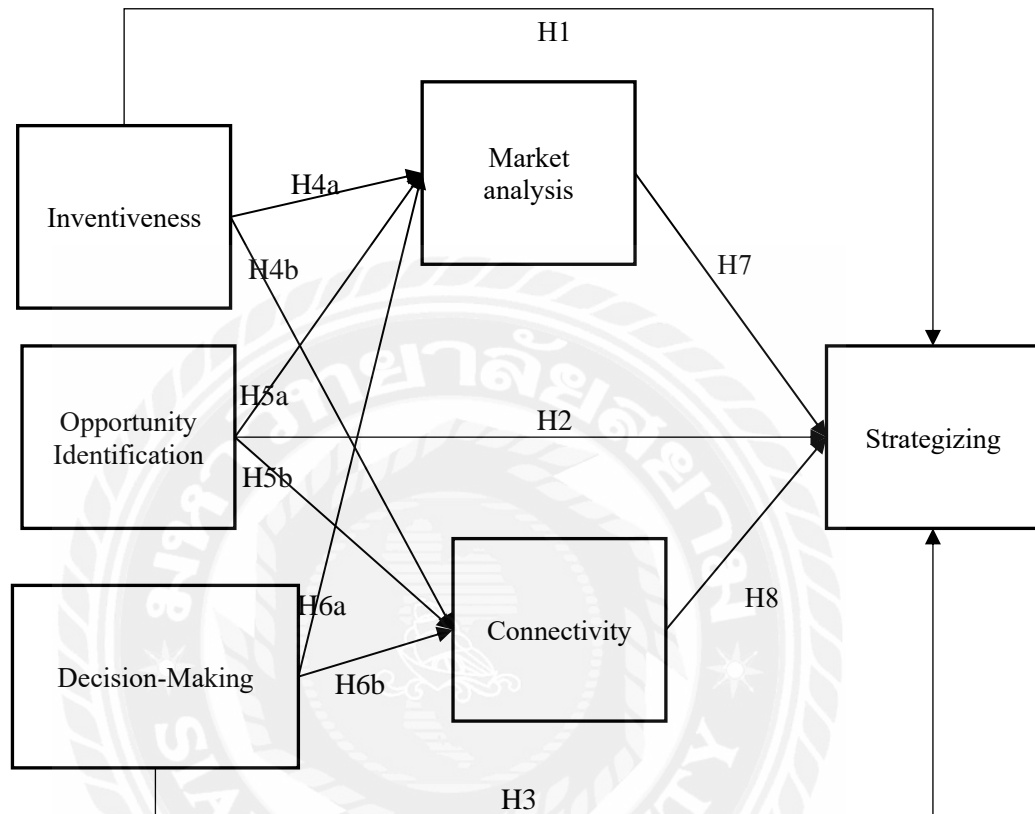 H1
Market
analysis
H4a
Inventiveness
H4b
H7
Opportunity
Identification
H5a
H2
Strategizing
H5b
H6a
Connectivity
H8
Decision-Making
H6b
H3